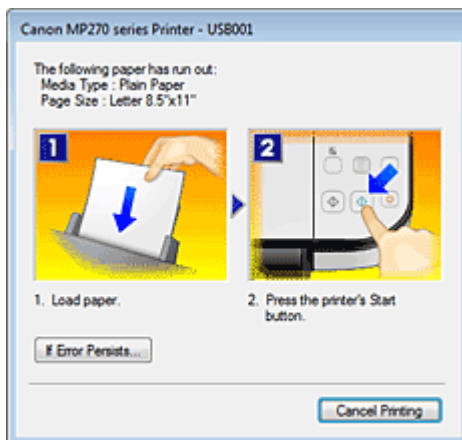 Canon MP270 series Printer - USB001
The following paper has run out:
Media Type : Plain Paper
Page Size : Letter 8.5"x11"
1
2
1. Load paper.
2. Press the printer's Start
button.
If Error Persists...
Cancel Printing